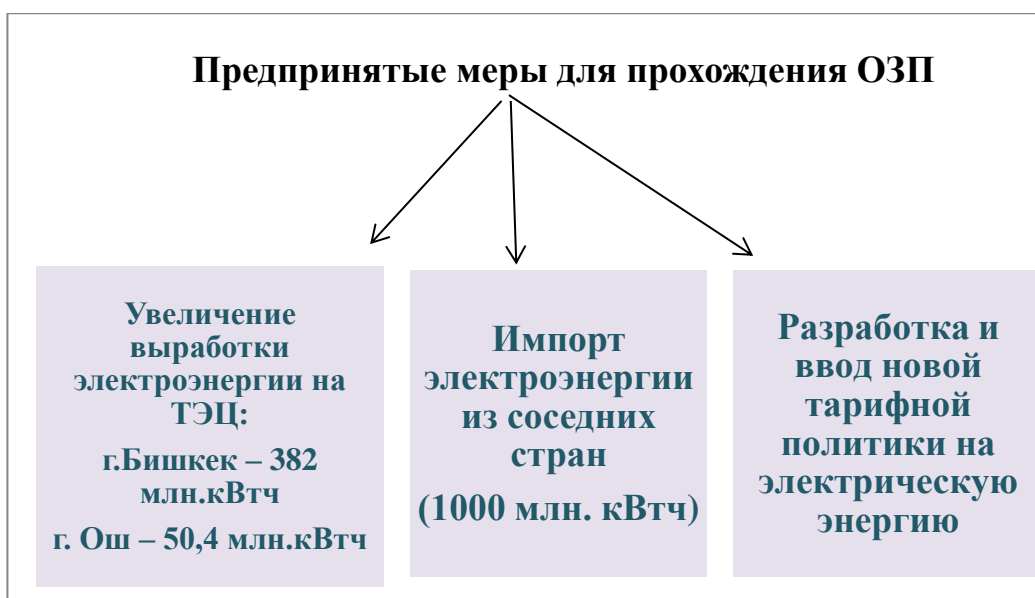 Предпринятые меры для прохождения ОЗП
Увеличение
выработки
электроэнергии на
ТЭЦ:
г.Бишкек – 382
млн.кВтч
г. Ош – 50,4 млн.кВтч
Импорт
электроэнергии
из соседних
стран
(1000 млн. кВтч)
Разработка и
ввод новой
тарифной
политики на
электрическую
энергию